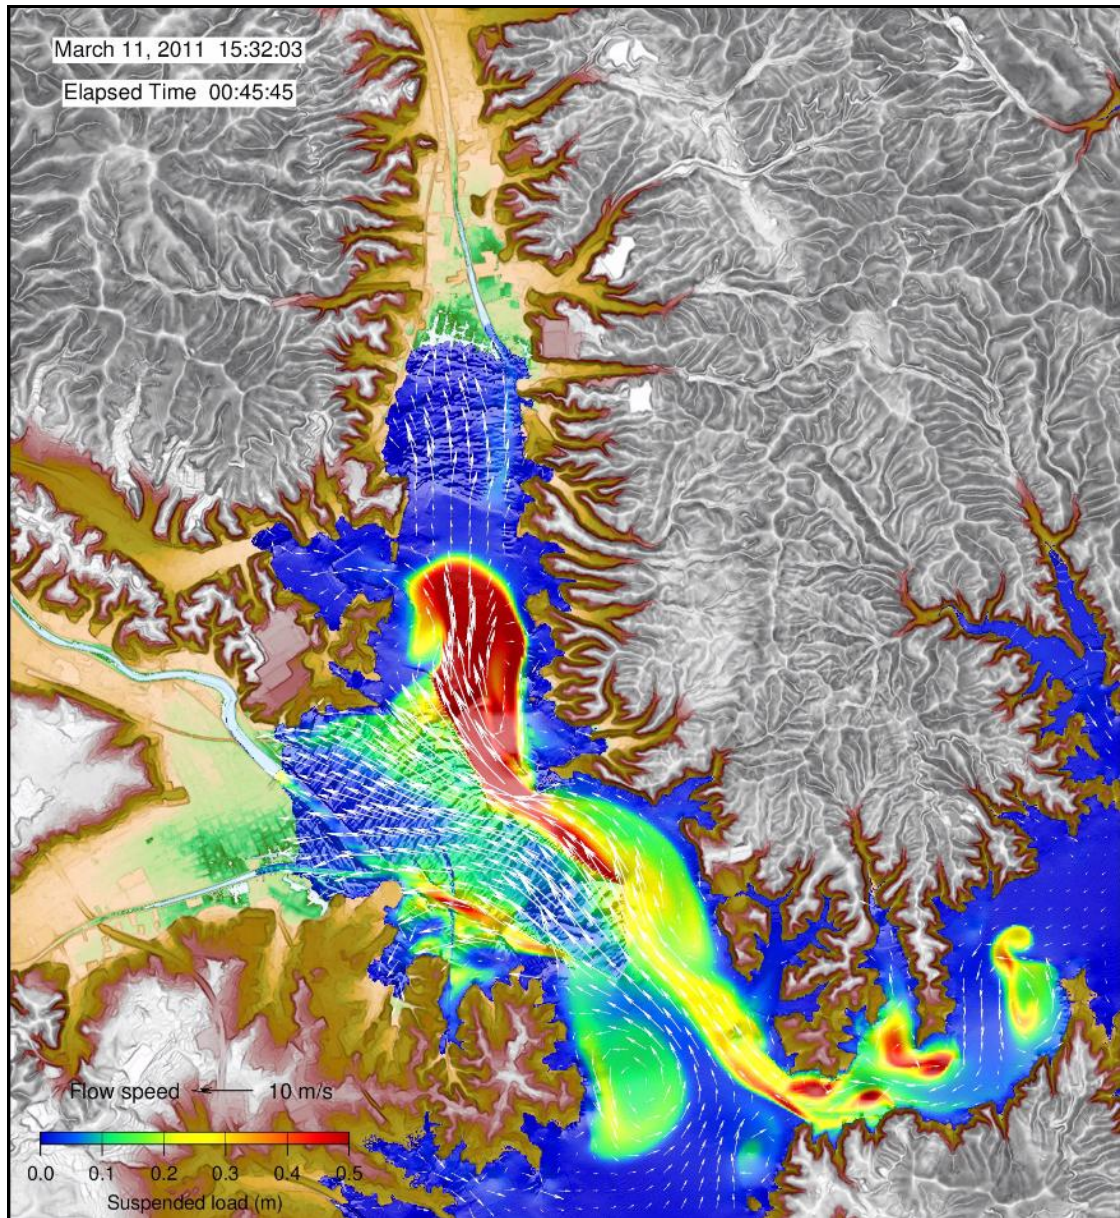 March 11, 2011 15:32:03
Elapsed Time 00:45:45
Flow speed 10 m/s
0.0 0.1 0.2 0.3 0.4 0.5
Suspended load (m)